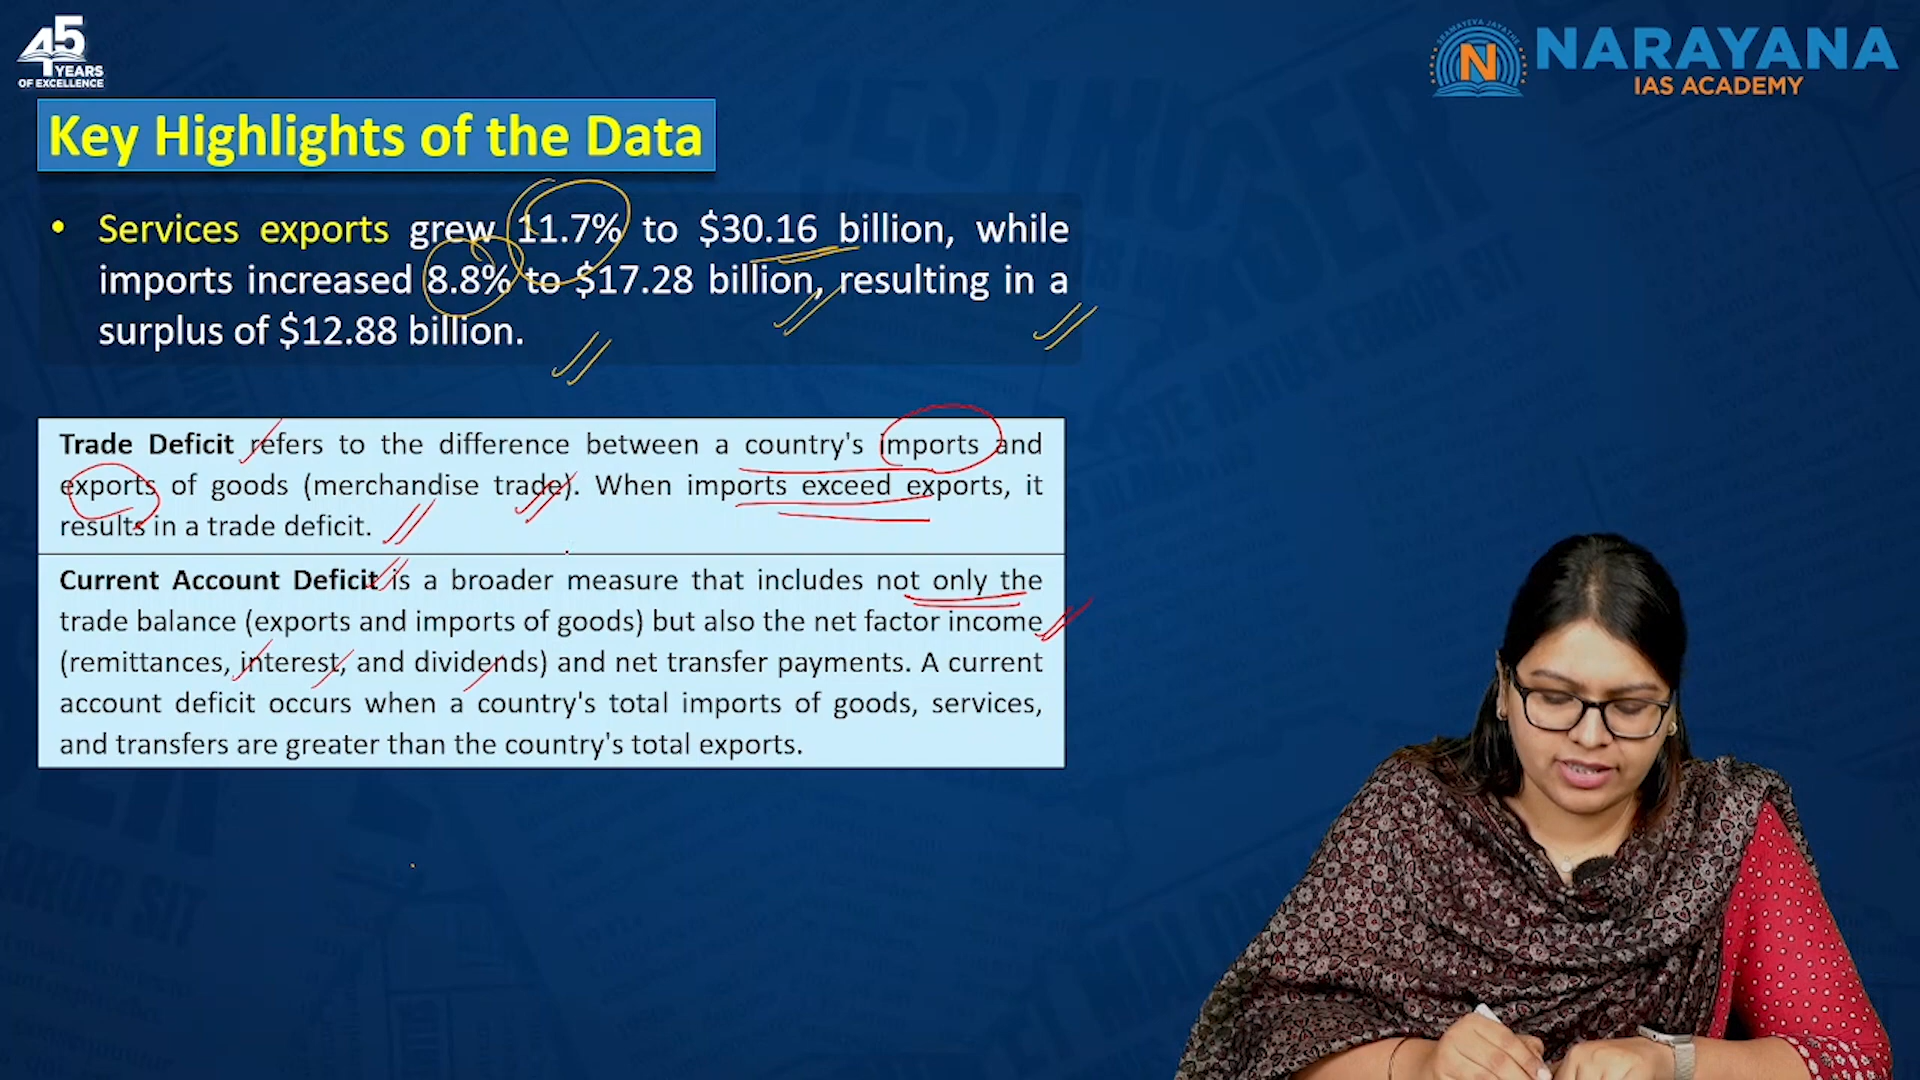 45
YEARS
OF EXCELLENCE
SHRAMAYEVA JAYATHE
N
NARAYANA
IAS ACADEMY
Key Highlights of the Data
• Services exports grew 11.7% to $30.16 billion, while
imports increased 8.8% to $17.28 billion, resulting in a
surplus of $12.88 billion.
Trade Deficit refers to the difference between a country's imports and
exports of goods (merchandise trade). When imports exceed exports, it
results in a trade deficit.
Current Account Deficit is a broader measure that includes not only the
trade balance (exports and imports of goods) but also the net factor income
(remittances, interest, and dividends) and net transfer payments. A current
account deficit occurs when a country's total imports of goods, services,
and transfers are greater than the country's total exports.